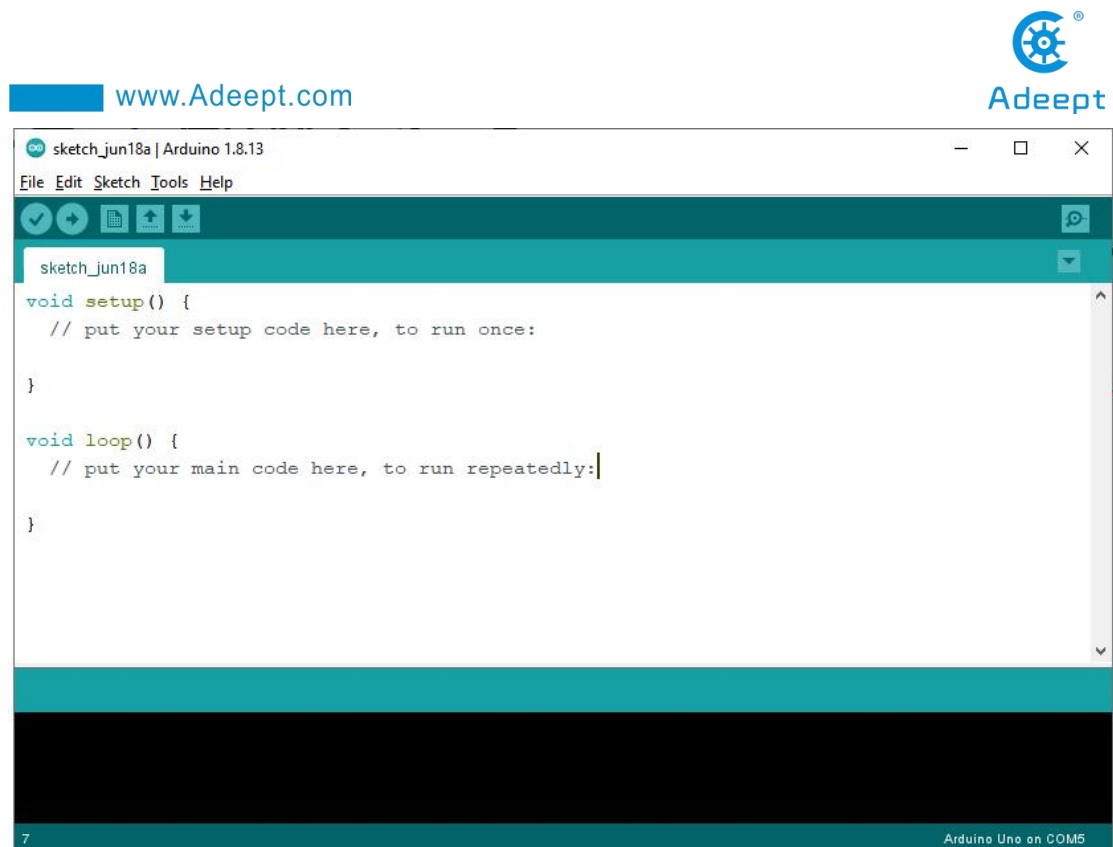 ®
www.Adeept.com
Adeept
sketch_jun18a | Arduino 1.8.13
File Edit Sketch Tools Help
sketch_jun18a
void setup() {
// put your setup code here, to run once:
}
void loop() {
// put your main code here, to run repeatedly:
}
7
Arduino Uno on COM5